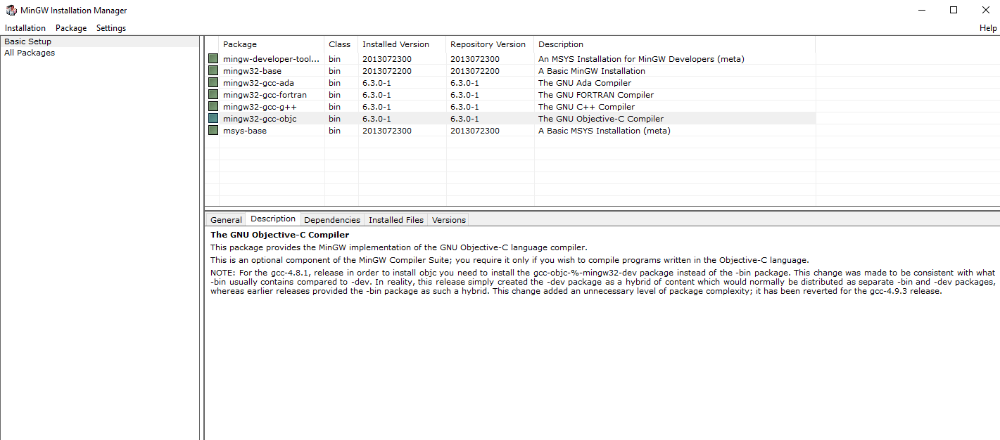 MinGW Installation Manager
Installation Package Settings Help
Basic Setup
All Packages
Package Class Installed Version Repository Version Description
mingw-developer-tool... bin 2013072300 2013072300 An MSYS Installation for MinGW Developers (meta)
mingw32-base bin 2013072200 2013072200 A Basic MinGW Installation
mingw32-gcc-ada bin 6.3.0-1 6.3.0-1 The GNU Ada Compiler
mingw32-gcc-fortran bin 6.3.0-1 6.3.0-1 The GNU FORTRAN Compiler
mingw32-gcc-g++ bin 6.3.0-1 6.3.0-1 The GNU C++ Compiler
mingw32-gcc-objc bin 6.3.0-1 6.3.0-1 The GNU Objective-C Compiler
msys-base bin 2013072300 2013072300 A Basic MSYS Installation (meta)
General Description Dependencies Installed Files Versions
The GNU Objective-C Compiler
This package provides the MinGW implementation of the GNU Objective-C language compiler.
This is an optional component of the MinGW Compiler Suite; you require it only if you wish to compile programs written in the Objective-C language.
NOTE: For the gcc-4.8.1, release in order to install objc you need to install the gcc-objc-%-mingw32-dev package instead of the -bin package. This change was made to be consistent with what
-bin usually contains compared to -dev. In reality, this release simply created the -dev package as a hybrid of content which would normally be distributed as separate -bin and -dev packages,
whereas earlier releases provided the -bin package as such a hybrid. This change added an unnecessary level of package complexity; it has been reverted for the gcc-4.9.3 release.